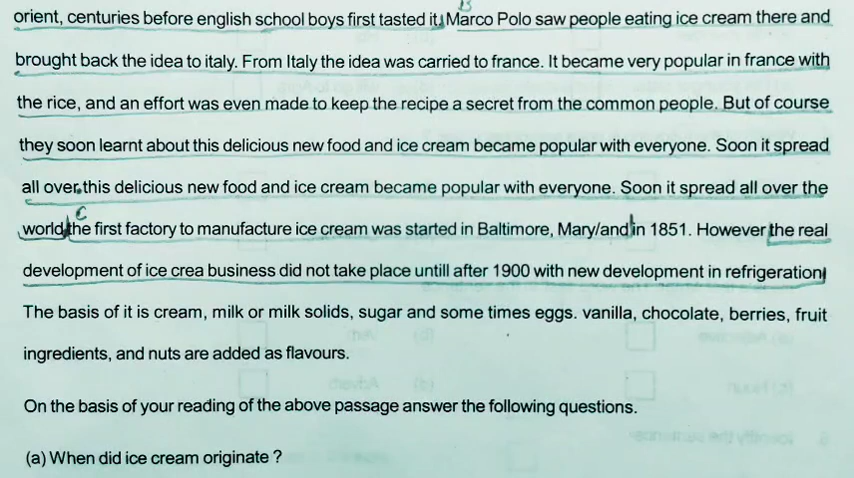 orient, centuries before english school boys first tasted it. Marco Polo saw people eating ice cream there and
brought back the idea to italy. From Italy the idea was carried to france. It became very popular in france with
the rice, and an effort was even made to keep the recipe a secret from the common people. But of course
they soon learnt about this delicious new food and ice cream became popular with everyone. Soon it spread
all over, this delicious new food and ice cream became popular with everyone. Soon it spread all over the
world, the first factory to manufacture ice cream was started in Baltimore, Mary/and in 1851. However the real
development of ice crea business did not take place untill after 1900 with new development in refrigeration
The basis of it is cream, milk or milk solids, sugar and some times eggs. vanilla, chocolate, berries, fruit
ingredients, and nuts are added as flavours.
On the basis of your reading of the above passage answer the following questions.
(a) When did ice cream originate ?